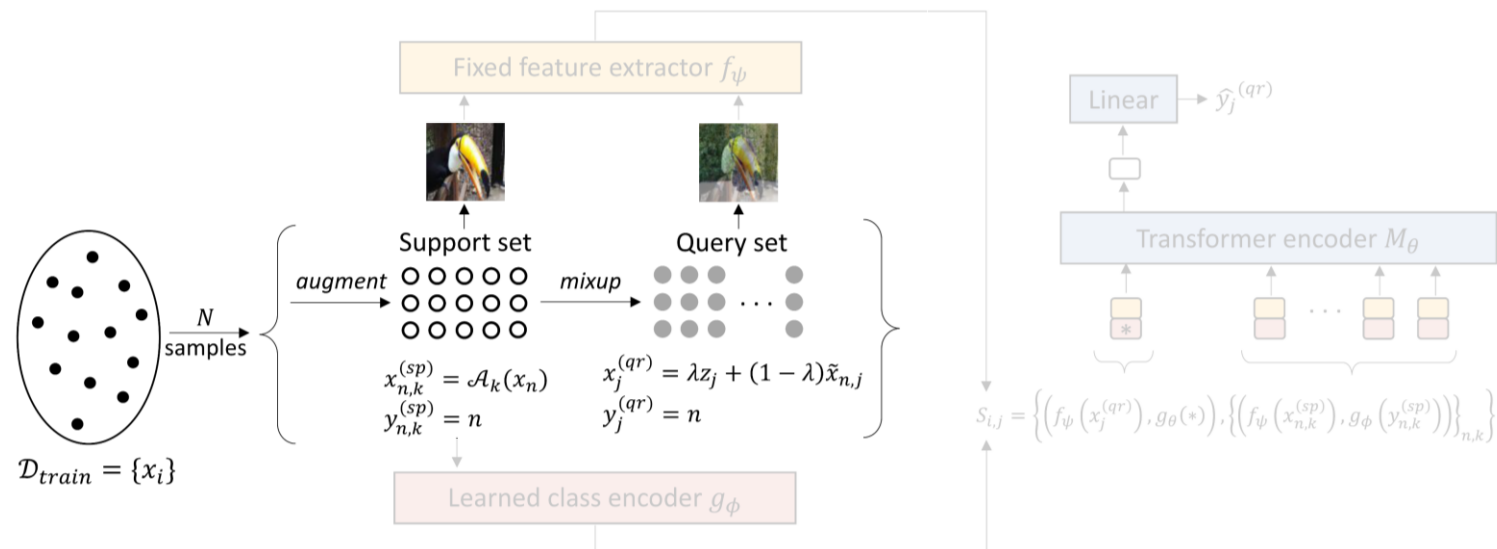 Fixed feature extractor f_ψ
Linear
ŷ_j^(qr)
Support set
Query set
Transformer encoder M_θ
augment
mixup
. . .
. . .
N
samples
*
x_{n,k}^{(sp)} = 𝒜_k(x_n)
x_j^{(qr)} = λz_j + (1 − λ)x̃_{n,j}
y_{n,k}^{(sp)} = n
y_j^{(qr)} = n
S_{i,j} = {(f_ψ(x_j^{(qr)}), g_θ(*)), {(f_ψ(x_{n,k}^{(sp)}), g_ϕ(y_{n,k}^{(sp)}))}_{n,k}}
𝒟_{train} = {x_i}
Learned class encoder g_ϕ